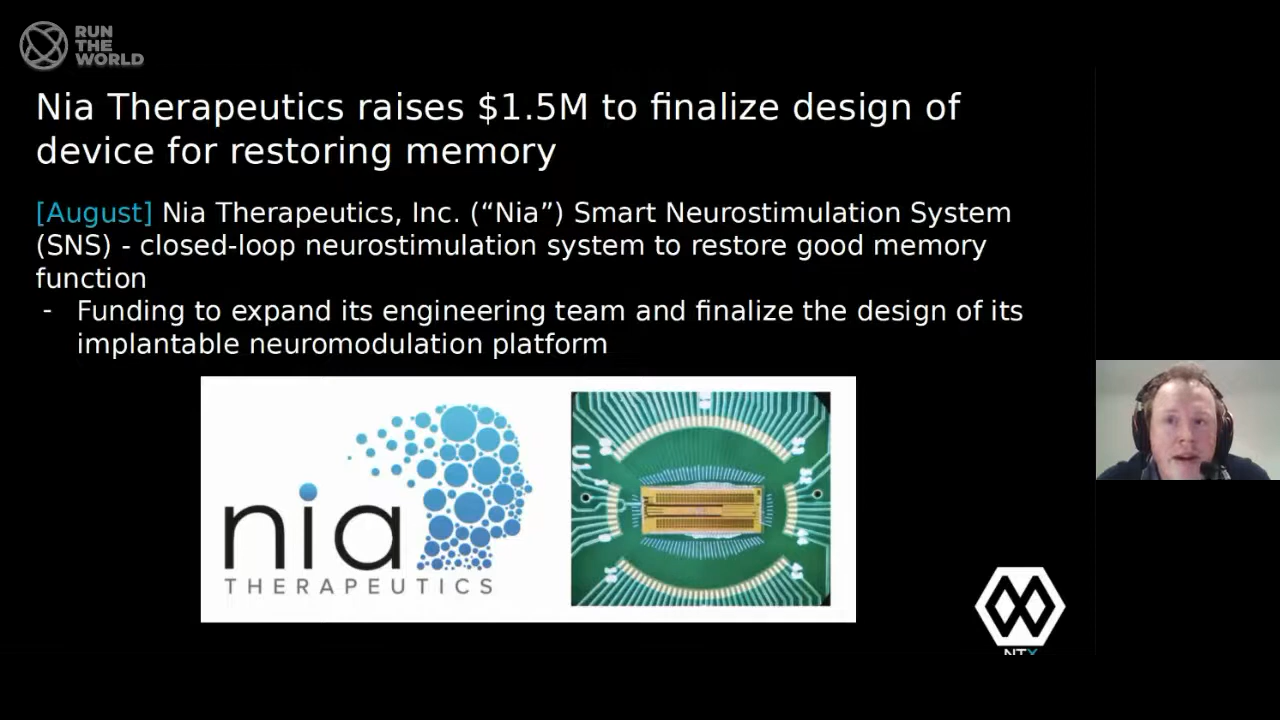 RUN
THE
WORLD
Nia Therapeutics raises $1.5M to finalize design of
device for restoring memory
[August] Nia Therapeutics, Inc. (“Nia”) Smart Neurostimulation System
(SNS) - closed-loop neurostimulation system to restore good memory
function
- Funding to expand its engineering team and finalize the design of its
implantable neuromodulation platform
nia
THERAPEUTICS
U1
NTX